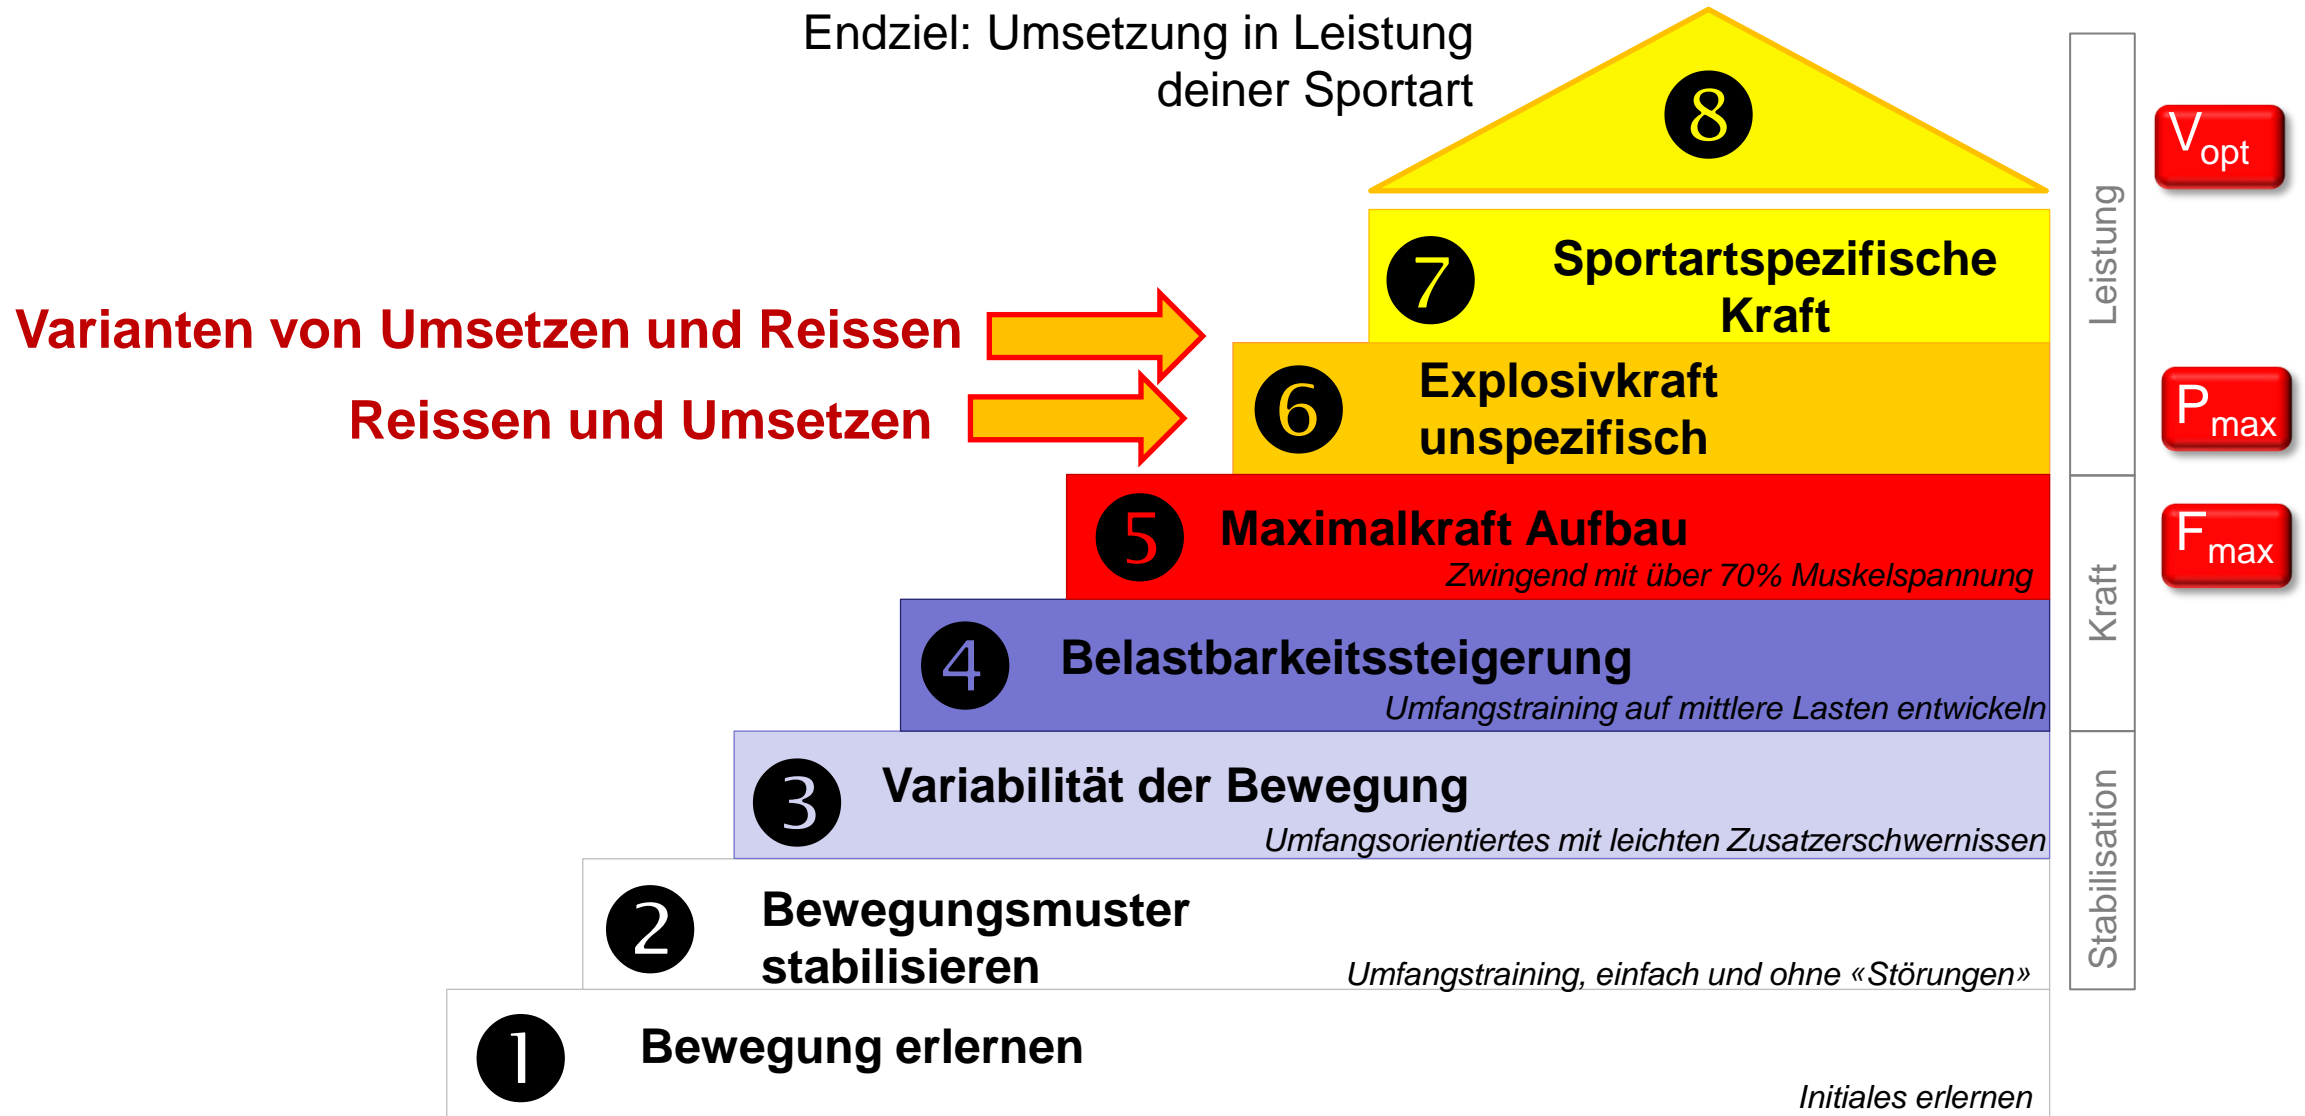 Endziel: Umsetzung in Leistung
deiner Sportart
8
V opt
Leistung
7
Sportartspezifische
Kraft
Varianten von Umsetzen und Reissen
6
Explosivkraft
unspezifisch
P max
Reissen und Umsetzen
5
Maximalkraft Aufbau
Zwingend mit über 70% Muskelspannung
F max
Kraft
4
Belastbarkeitssteigerung
Umfangstraining auf mittlere Lasten entwickeln
3
Variabilität der Bewegung
Umfangsorientiertes mit leichten Zusatzerschwernissen
Stabilisation
2
Bewegungsmuster
stabilisieren
Umfangstraining, einfach und ohne «Störungen»
1
Bewegung erlernen
Initiales erlernen